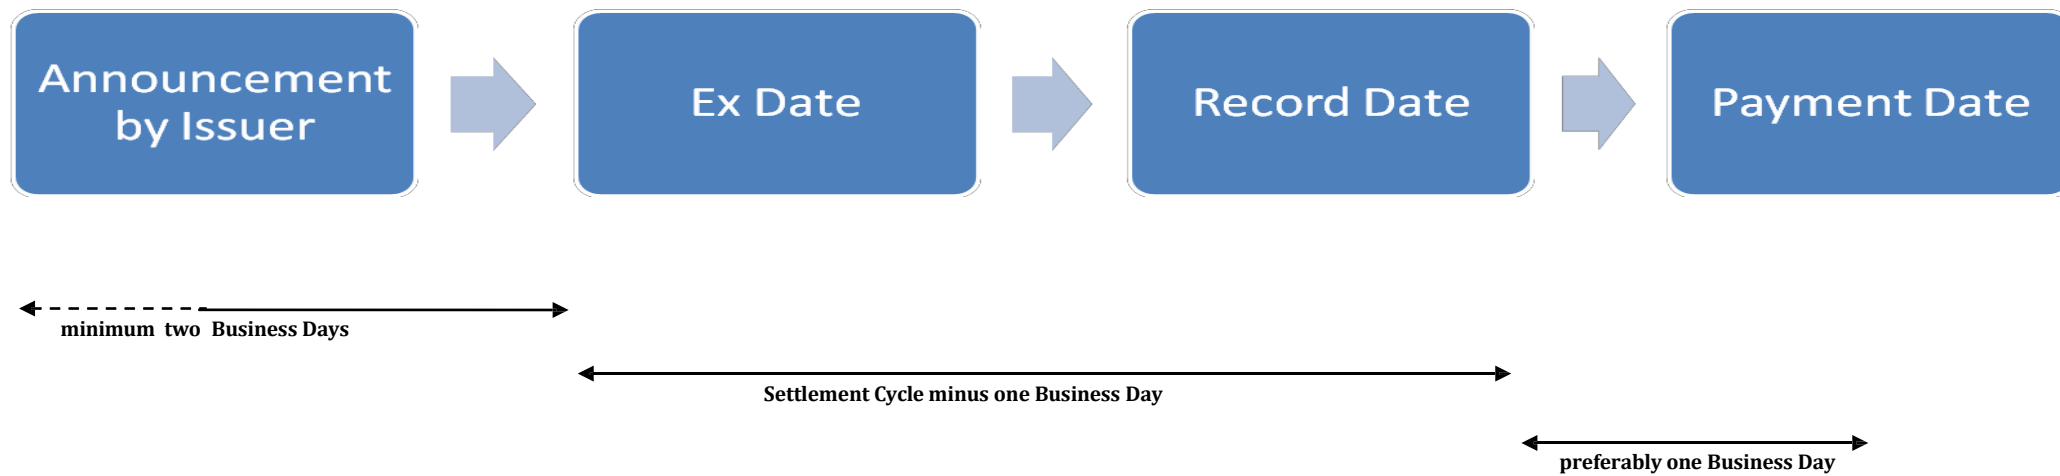 Announcement
by Issuer
Ex Date
Record Date
Payment Date
minimum two Business Days
Settlement Cycle minus one Business Day
preferably one Business Day